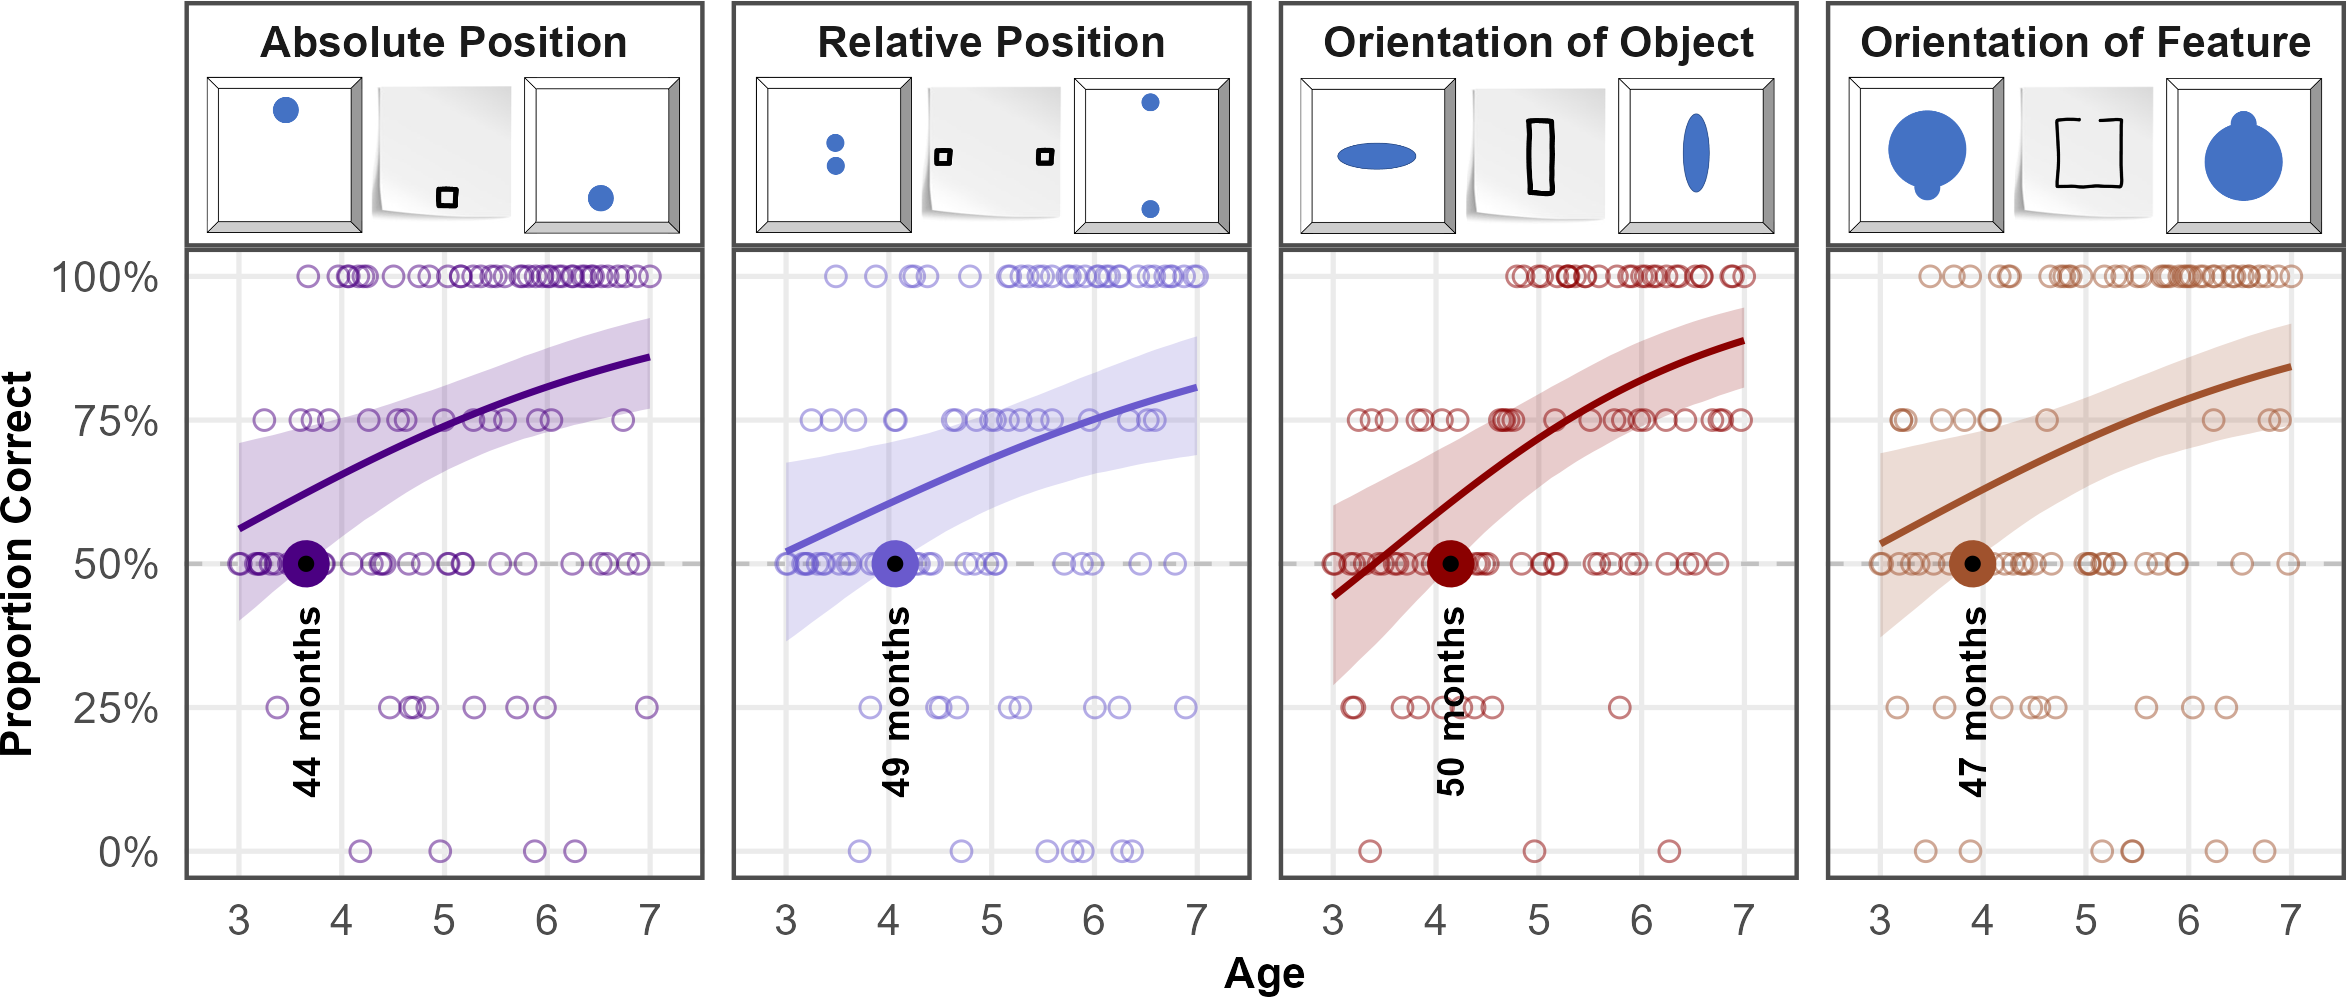 Absolute Position
Relative Position
Orientation of Object
Orientation of Feature
Proportion Correct
100%
75%
50%
25%
0%
44 months
49 months
50 months
47 months
3 4 5 6 7
3 4 5 6 7
3 4 5 6 7
3 4 5 6 7
Age